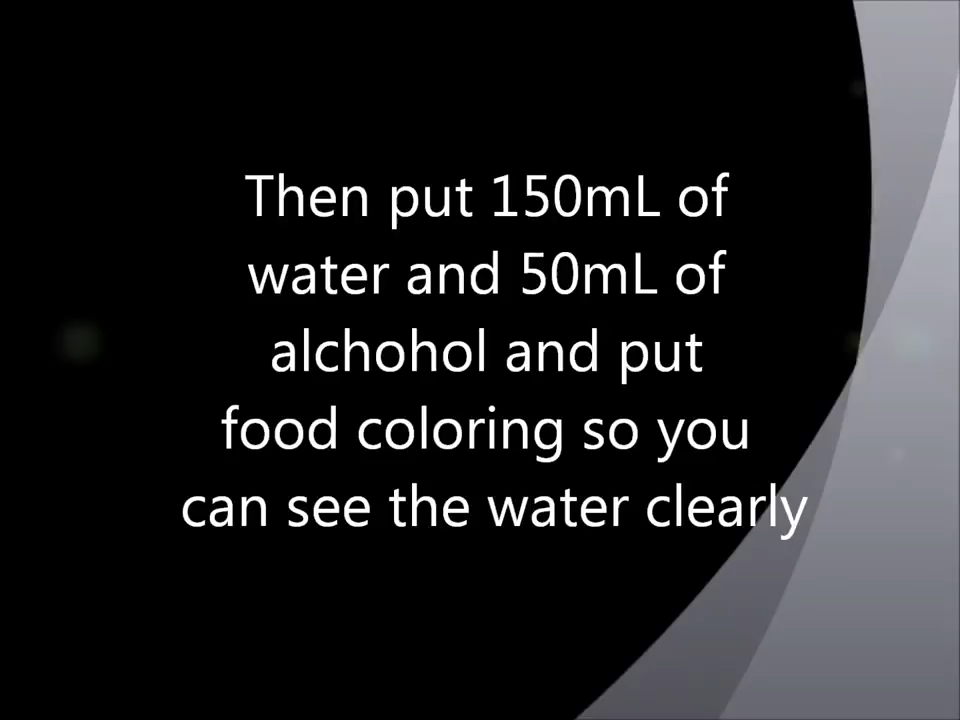 Then put 150mL of
water and 50mL of
alchohol and put
food coloring so you
can see the water clearly